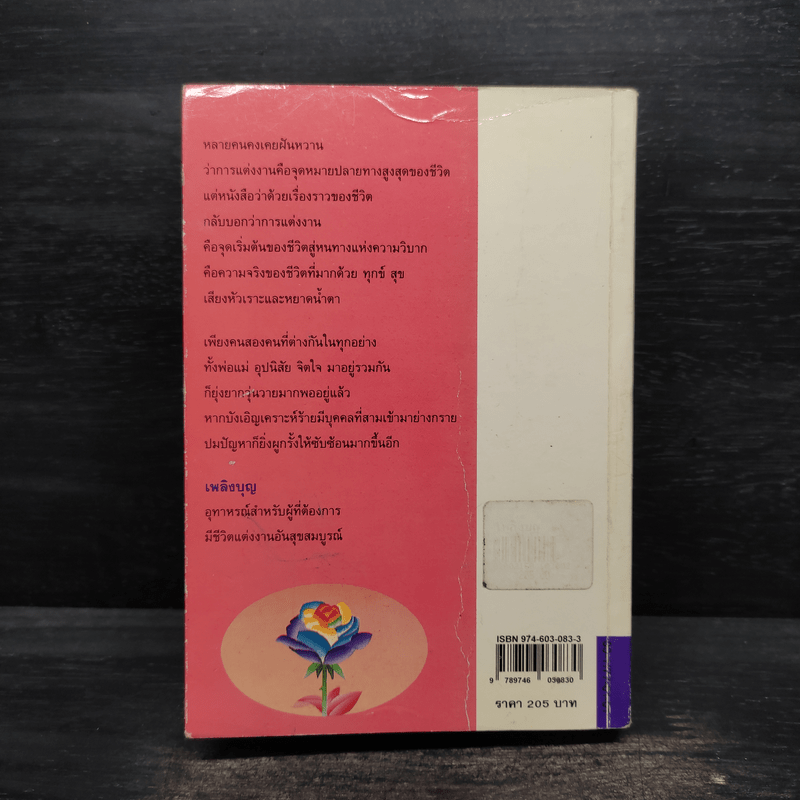 หลายคนคงเคยฝันหวาน
ว่าการแต่งงานคือจุดหมายปลายทางสูงสุดของชีวิต
แต่หนังสือว่าด้วยเรื่องราวของชีวิต
กลับบอกว่าการแต่งงาน
คือจุดเริ่มต้นของชีวิตสู่หนทางแห่งความวิบาก
คือความจริงของชีวิตที่มากด้วย ทุกข์ สุข
เสียงหัวเราะและหยาดน้ำตา
เพียงคนสองคนที่ต่างกันในทุกอย่าง
ทั้งพ่อแม่ อุปนิสัย จิตใจ มาอยู่รวมกัน
ก็ยุ่งยากวุ่นวายมากพออยู่แล้ว
หากบังเอิญเคราะห์ร้ายมีบุคคลที่สามเข้ามาย่างกราย
ปมปัญหาก็ยิ่งผูกรั้งให้ซับซ้อนมากขึ้นอีก
เพลิงบุญ
อุทาหรณ์สำหรับผู้ที่ต้องการ
มีชีวิตแต่งงานอันสุขสมบูรณ์
ISBN 974-603-083-3
9 789746 030830
ราคา 205 บาท